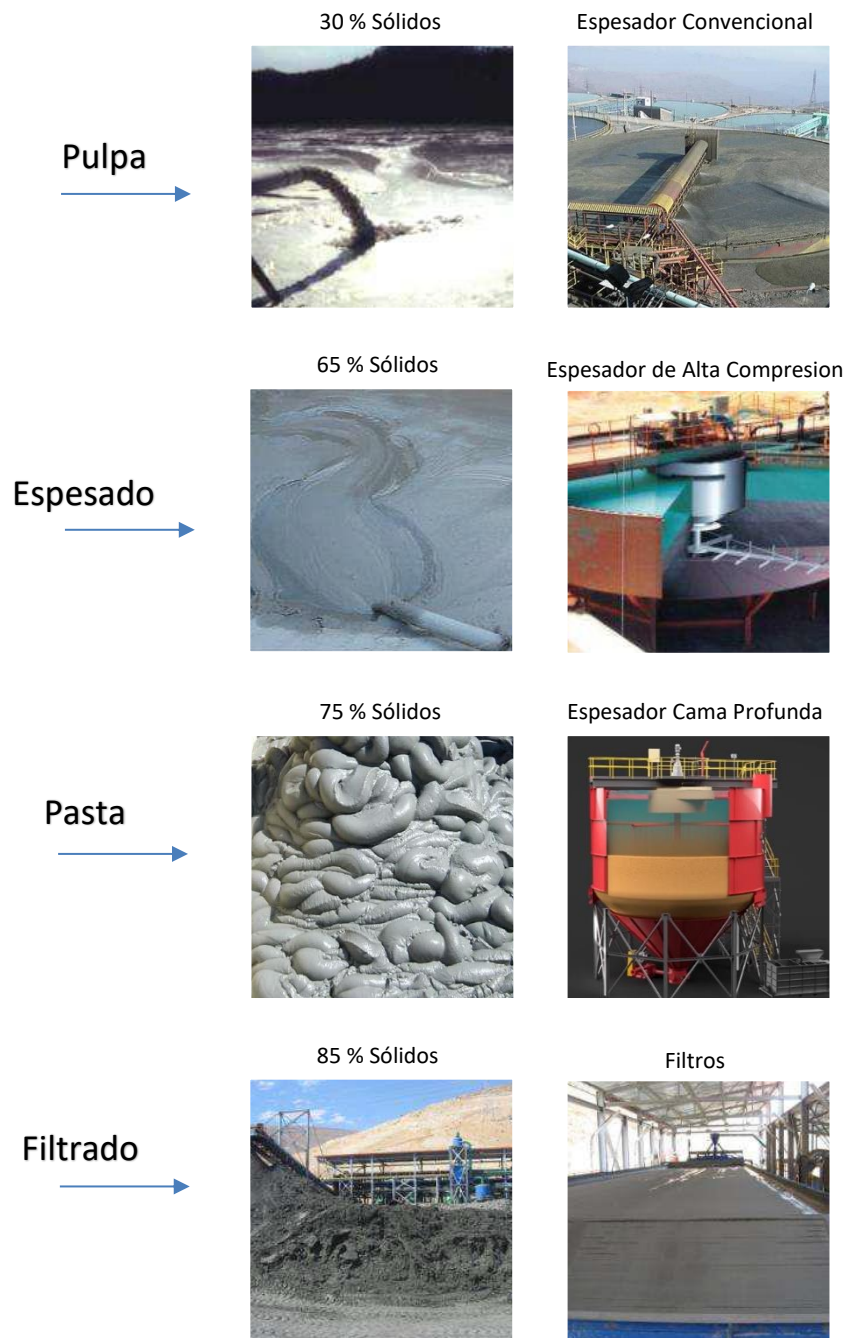 30 % Sólidos
Espesador Convencional
Pulpa
65 % Sólidos
Espesador de Alta Compresion
Espesado
75 % Sólidos
Espesador Cama Profunda
Pasta
85 % Sólidos
Filtros
Filtrado